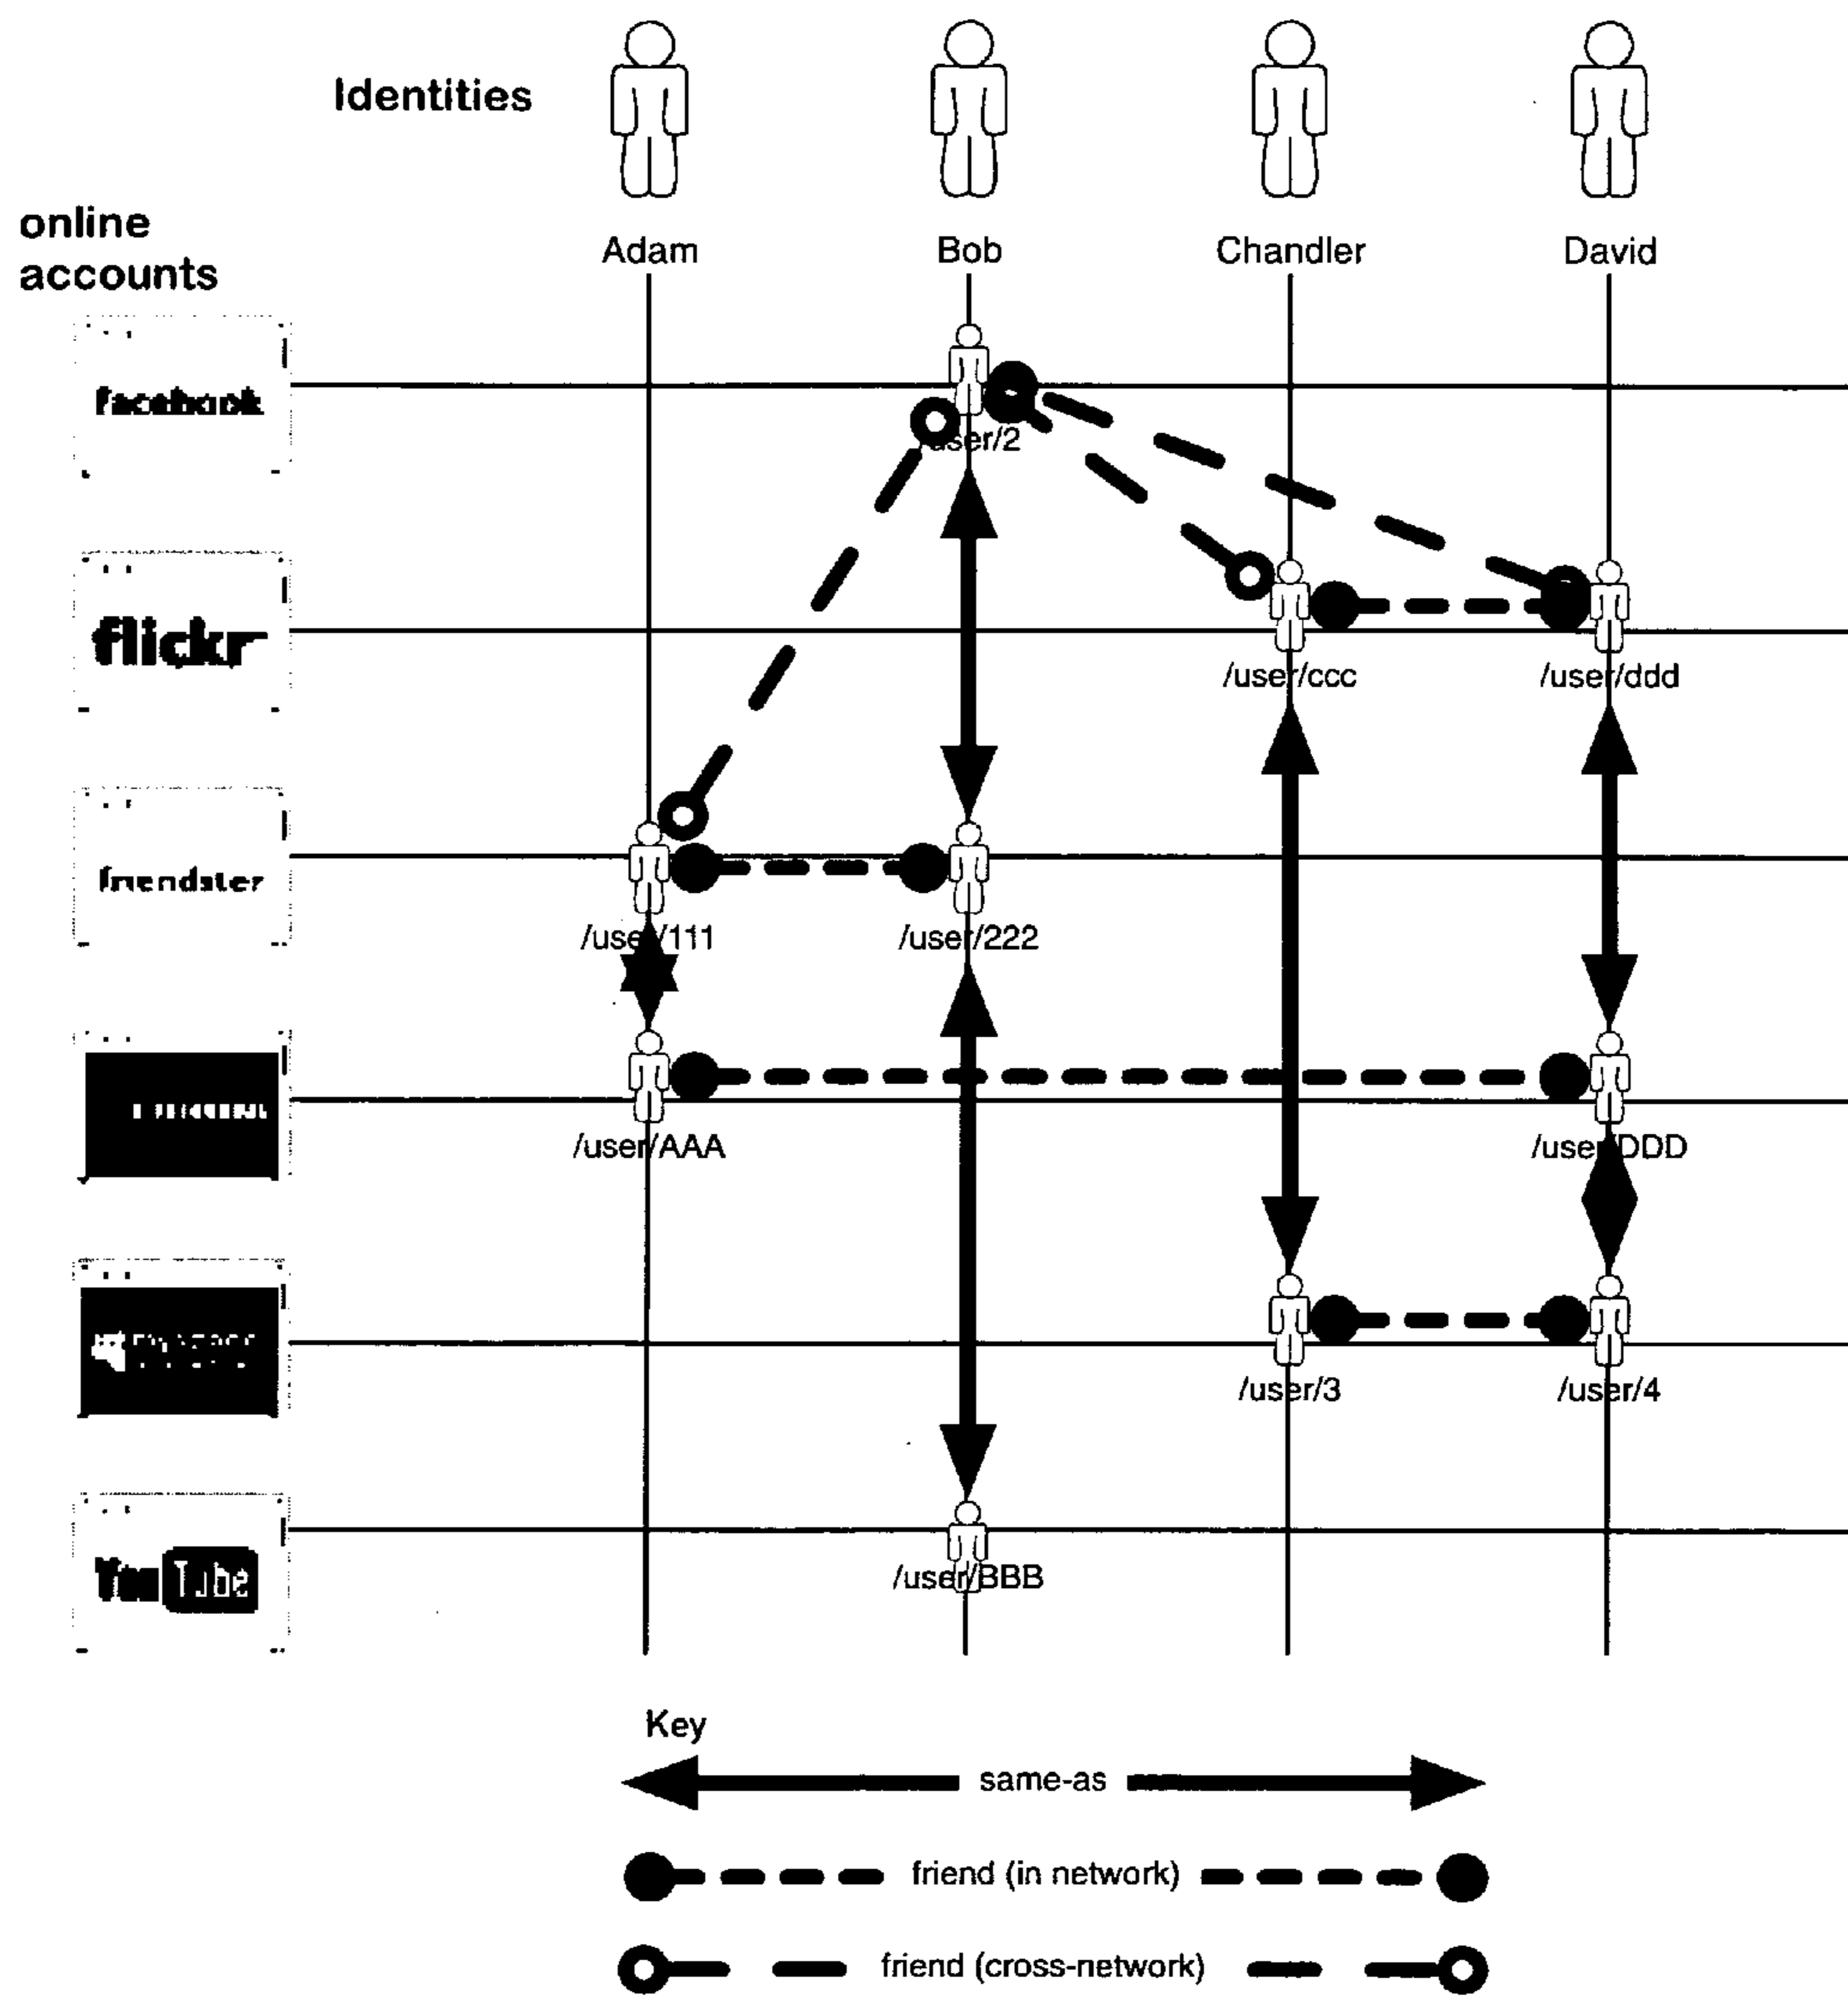 Identities
online
accounts
Adam
Bob
Chandler
David
facebook
flickr
/user/ccc
/user/ddd
friendster
/user/111
/user/222
/user/AAA
/user/DDD
/user/3
/user/4
YouTube
/user/BBB
Key
same-as
friend (in network)
friend (cross-network)